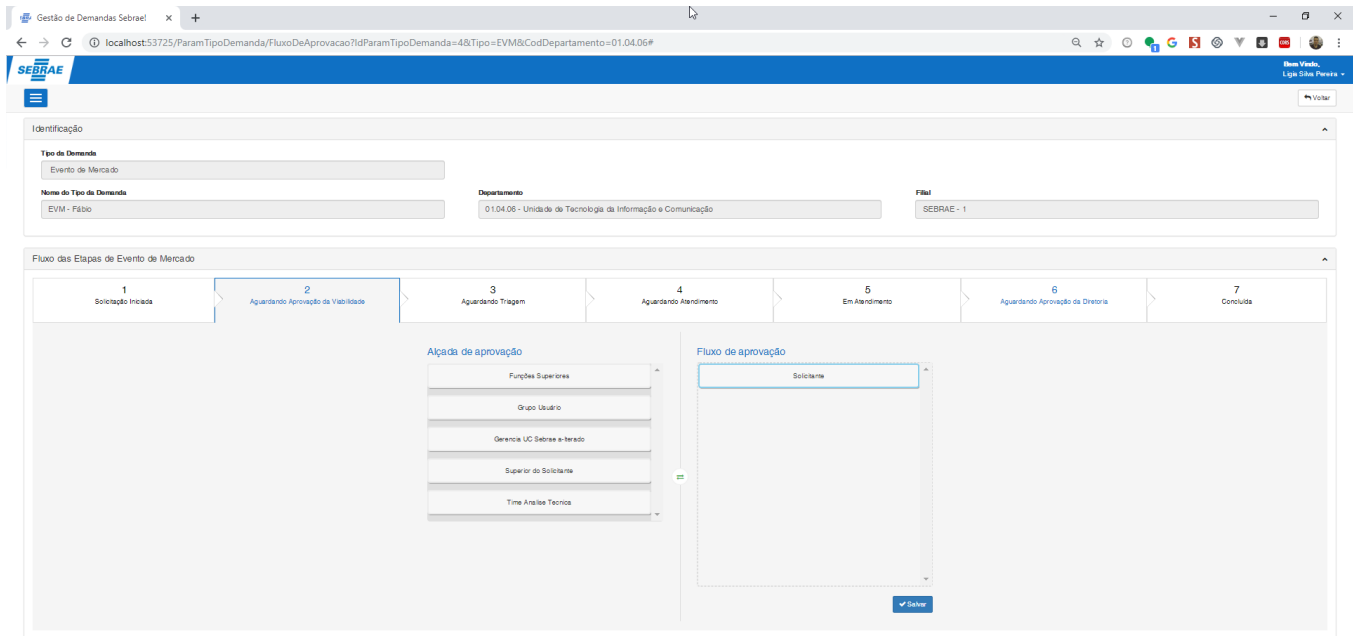 Gestão de Demandas Sebrae!
localhost:53725/ParamTipoDemanda/FluxoDeAprovacao?IdParamTipoDemanda=4&Tipo=EVM&CodDepartamento=01.04.06#
SEBRAE
Bem Vindo,
Ligia Silva Pereira
Voltar
Identificação
Tipo da Demanda
Evento de Mercado
Nome do Tipo da Demanda
Departamento
Filial
EVM - Fábio
01.04.06 - Unidade de Tecnologia da Informação e Comunicação
SEBRAE - 1
Fluxo das Etapas de Evento de Mercado
1
Solicitação Iniciada
2
Aguardando Aprovação da Viabilidade
3
Aguardando Triagem
4
Aguardando Atendimento
5
Em Atendimento
6
Aguardando Aprovação da Diretoria
7
Concluída
Alçada de aprovação
Funções Superiores
Grupo Usuário
Gerencia UC Sebrae a-terado
Superior do Solicitante
Time Analise Tecnica
Fluxo de aprovação
Solicitante
Salvar